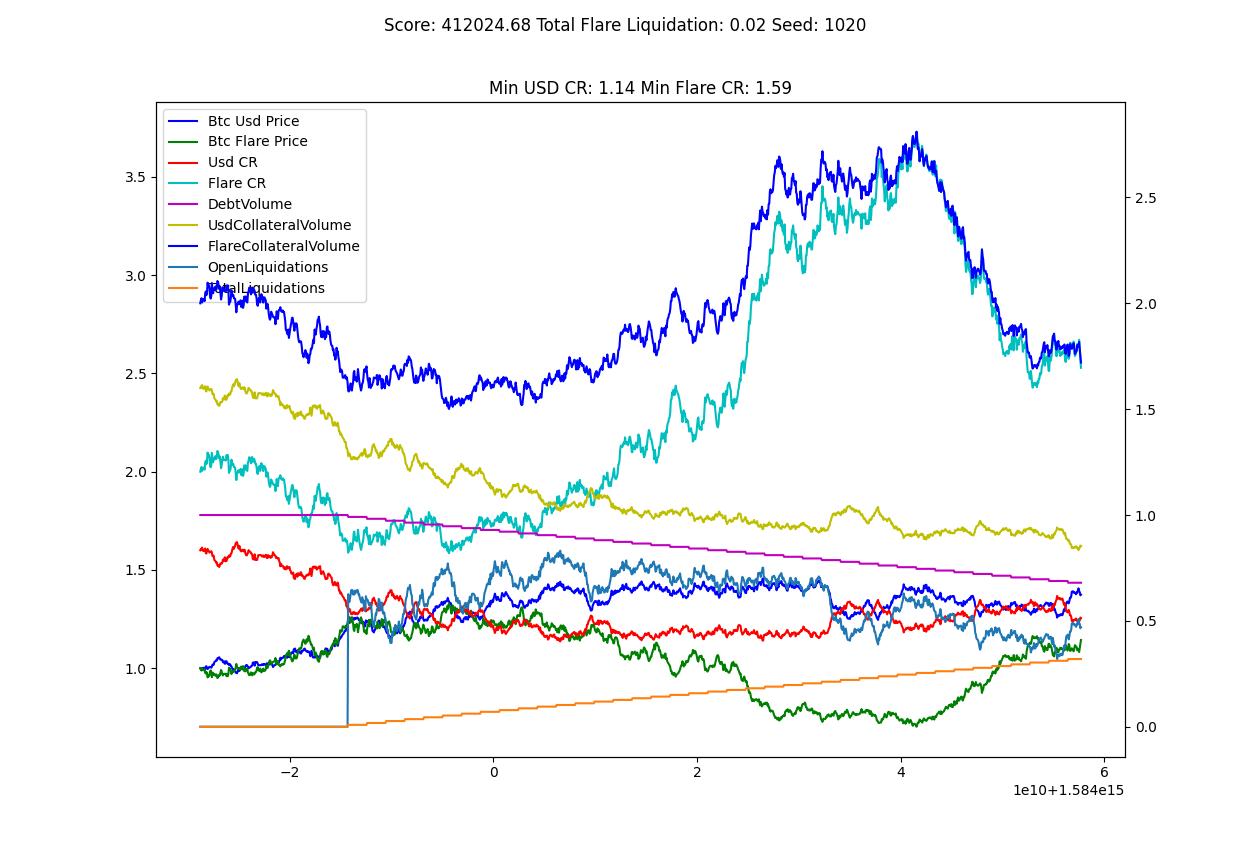 Score: 412024.68 Total Flare Liquidation: 0.02 Seed: 1020
Min USD CR: 1.14 Min Flare CR: 1.59
Btc Usd Price
Btc Flare Price
Usd CR
Flare CR
DebtVolume
UsdCollateralVolume
FlareCollateralVolume
OpenLiquidations
TotalLiquidations
3.5
3.0
2.5
2.0
1.5
1.0
2.5
2.0
1.5
1.0
0.5
0.0
−2
0
2
4
6
1e10+1.584e15